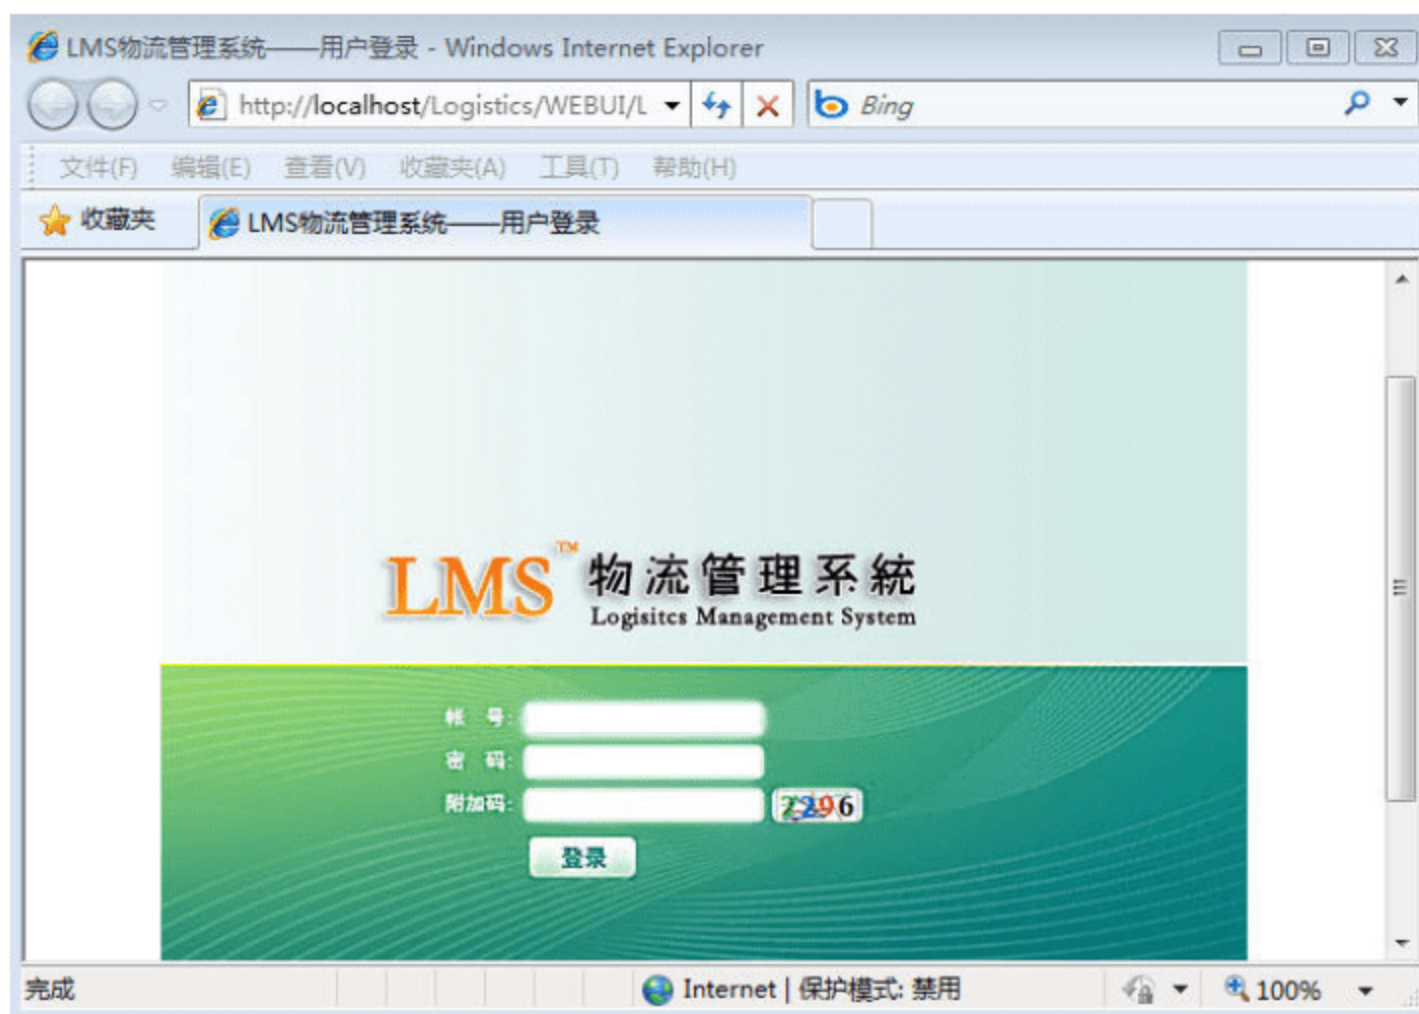 LMS物流管理系统——用户登录 - Windows Internet Explorer
http://localhost/Logistics/WEBUI/L
Bing
文件(F) 编辑(E) 查看(V) 收藏夹(A) 工具(T) 帮助(H)
收藏夹
LMS物流管理系统——用户登录
LMS™ 物流管理系統
Logisitcs Management System
帐 号:
密 码:
附加码: 2296
登录
完成 Internet | 保护模式: 禁用 100%